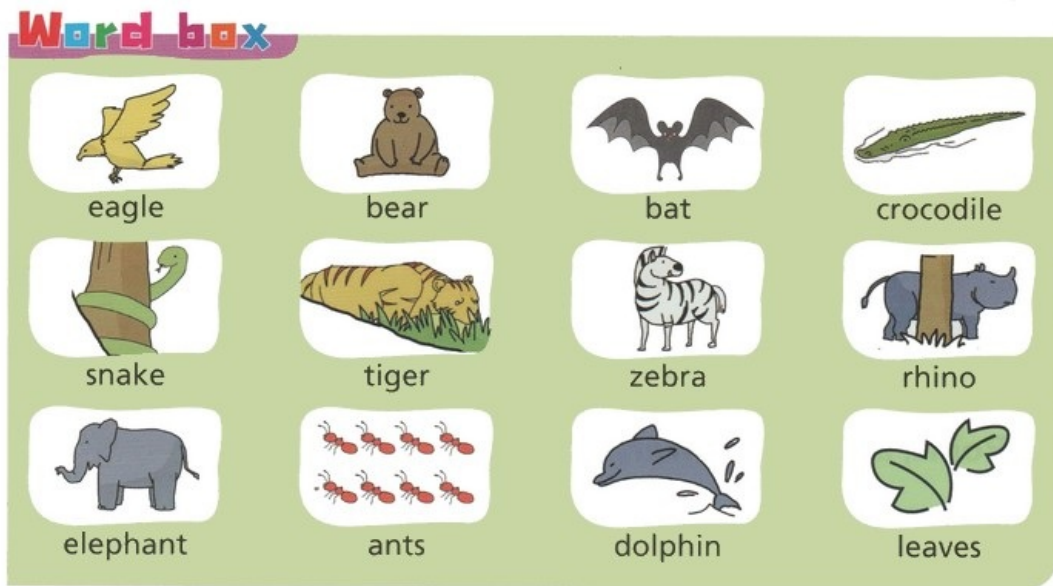 Word box
eagle bear bat crocodile
snake tiger zebra rhino
elephant ants dolphin leaves